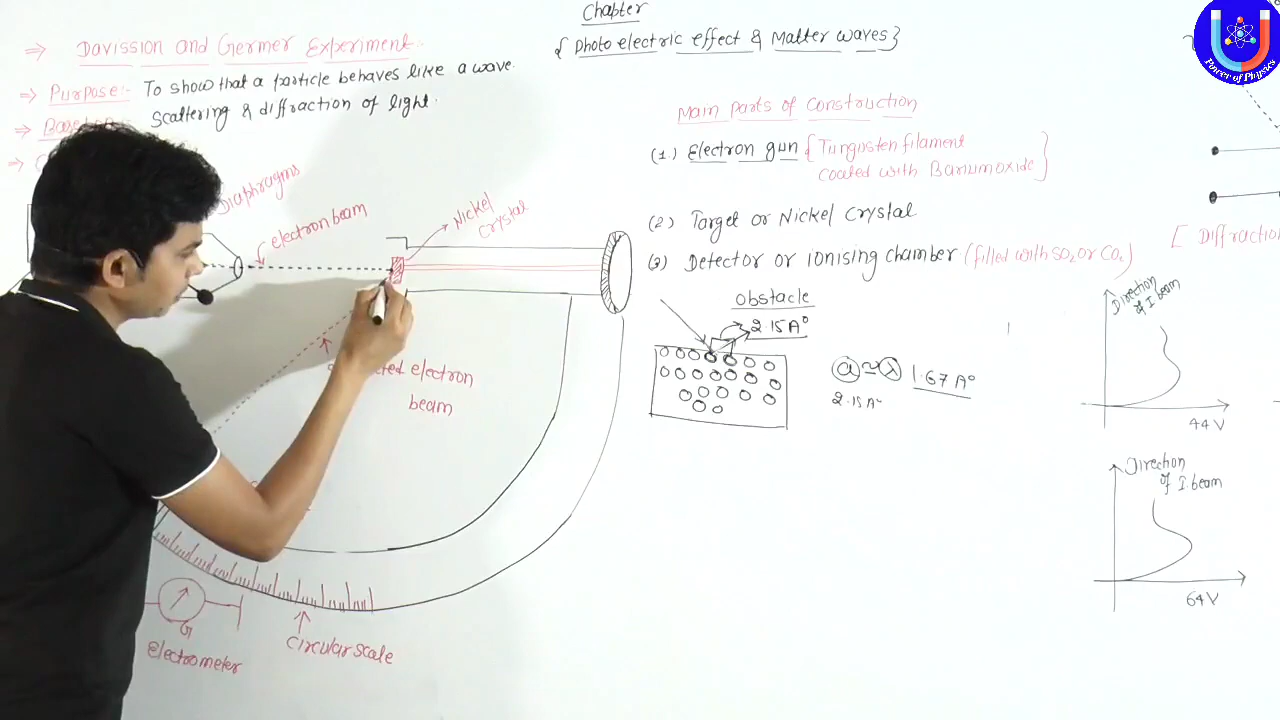 Chapter
{ Photo electric effect & Matter waves }
⇒ Davission and Germer Experiment:-
⇒ Purpose:- To show that a particle behaves like a wave.
⇒ Based on scattering & diffraction of light.
⇒
Diaphragms
electron beam
Nickel
crystal
electron
beam
G
electrometer
circular scale
Main parts of construction
(1.) Electron gun { Tungsten filament
coated with Barium oxide }
(2) Target or Nickel Crystal
(3) Detector or ionising chamber (filled with SO2 or CO2)
obstacle
2.15 A°
a ≃ λ 1.67 A°
2.15 A°
[ Diffraction
Direction
of I beam
44 V
Direction
of I. beam
64 V
Power of Physics